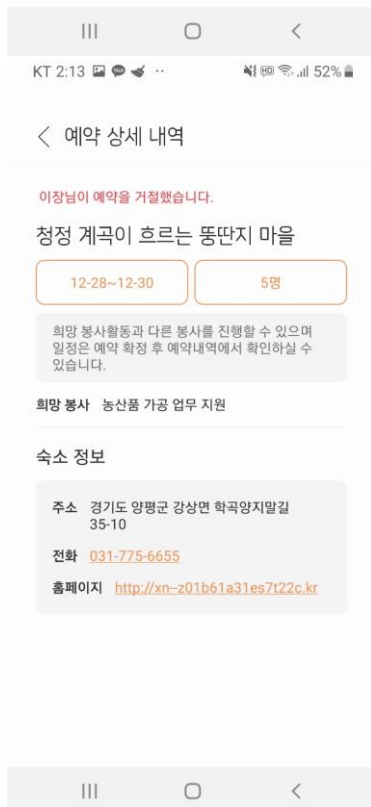 KT 2:13 52%
예약 상세 내역
이장님이 예약을 거절했습니다.
청정 계곡이 흐르는 뚱딴지 마을
12-28~12-30 5명
희망 봉사활동과 다른 봉사를 진행할 수 있으며
일정은 예약 확정 후 예약내역에서 확인하실 수
있습니다.
희망 봉사 농산품 가공 업무 지원
숙소 정보
주소 경기도 양평군 강상면 학곡양지말길
35-10
전화 031-775-6655
홈페이지 http://xn--z01b61a31es7t22c.kr